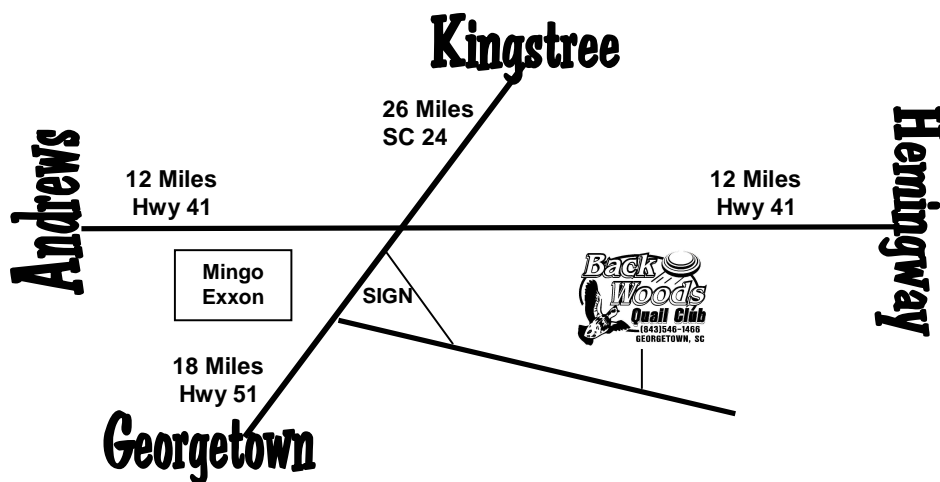 Kingstree
26 Miles
SC 24
Andrews
Hemingway
12 Miles
Hwy 41
12 Miles
Hwy 41
Mingo
Exxon
SIGN
Back
Woods
Quail Club
(843)546-1466
GEORGETOWN, SC
18 Miles
Hwy 51
Georgetown